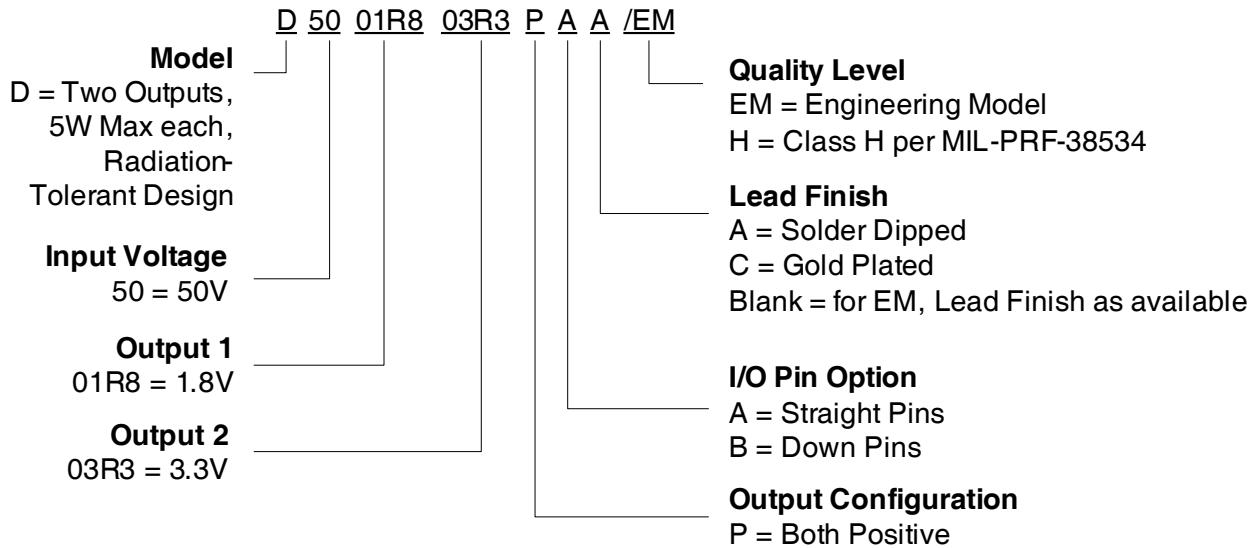 D 50 01R8 03R3 P A A /EM
Model
D = Two Outputs,
5W Max each,
Radiation-
Tolerant Design
Input Voltage
50 = 50V
Output 1
01R8 = 1.8V
Output 2
03R3 = 3.3V
Quality Level
EM = Engineering Model
H = Class H per MIL-PRF-38534
Lead Finish
A = Solder Dipped
C = Gold Plated
Blank = for EM, Lead Finish as available
I/O Pin Option
A = Straight Pins
B = Down Pins
Output Configuration
P = Both Positive